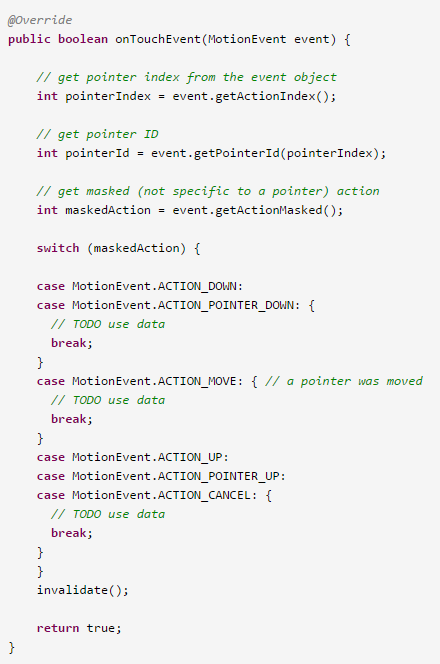 @Override
public boolean onTouchEvent(MotionEvent event) {

    // get pointer index from the event object
    int pointerIndex = event.getActionIndex();

    // get pointer ID
    int pointerId = event.getPointerId(pointerIndex);

    // get masked (not specific to a pointer) action
    int maskedAction = event.getActionMasked();

    switch (maskedAction) {

    case MotionEvent.ACTION_DOWN:
    case MotionEvent.ACTION_POINTER_DOWN: {
      // TODO use data
      break;
    }
    case MotionEvent.ACTION_MOVE: { // a pointer was moved
      // TODO use data
      break;
    }
    case MotionEvent.ACTION_UP:
    case MotionEvent.ACTION_POINTER_UP:
    case MotionEvent.ACTION_CANCEL: {
      // TODO use data
      break;
    }
    }
    invalidate();

    return true;
}